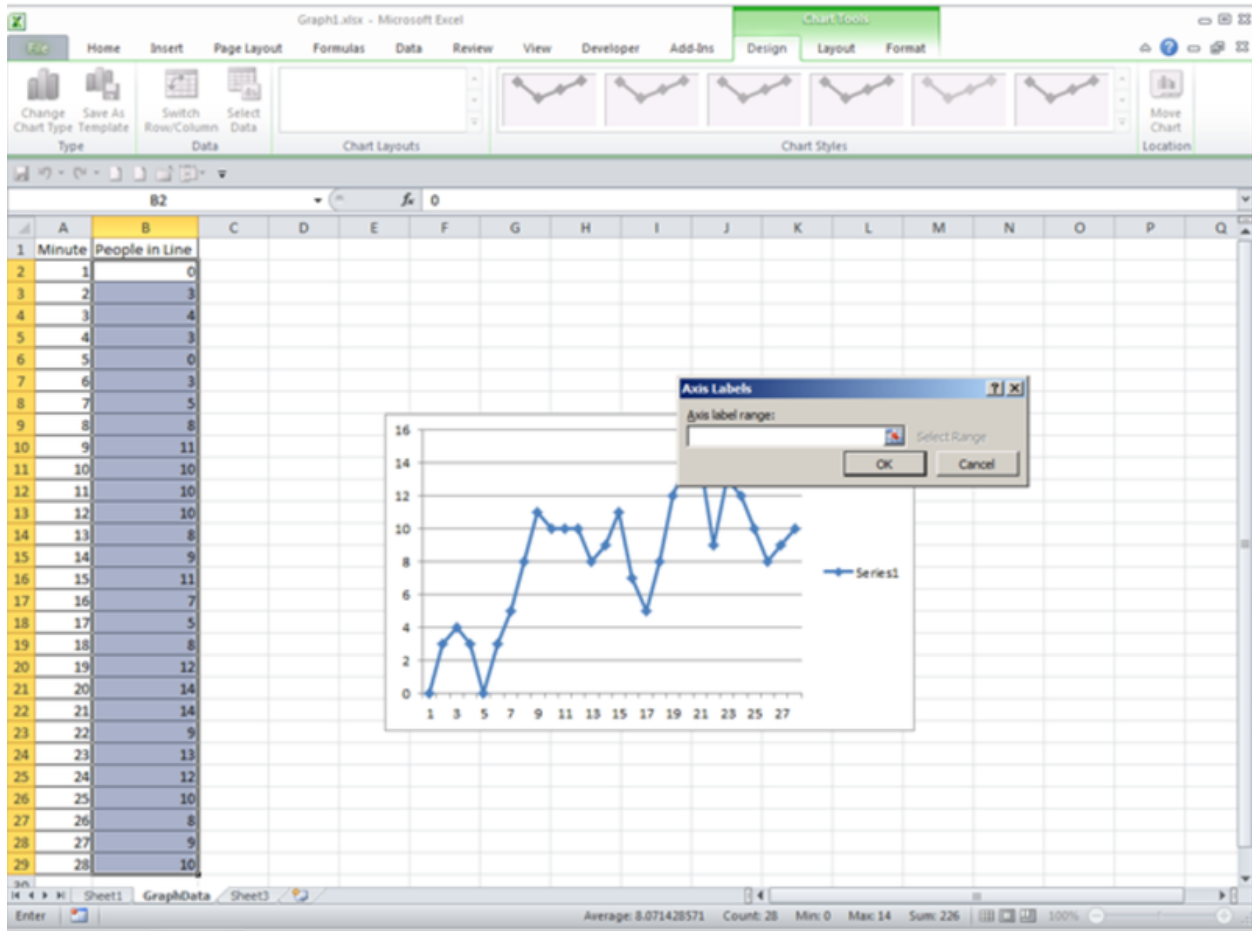 Graph1.xlsx - Microsoft Excel
Chart Tools
File Home Insert Page Layout Formulas Data Review View Developer Add-Ins Design Layout Format
Change Chart Type
Save As Template
Switch Row/Column
Select Data
Move Chart
Type Data Chart Layouts Chart Styles Location
B2 fx 0
A B C D E F G H I J K L M N O P Q
1 Minute People in Line
2 1 0
3 2 3
4 3 4
5 4 3
6 5 0
7 6 3
8 7 5
9 8 8
10 9 11
11 10 10
12 11 10
13 12 10
14 13 8
15 14 9
16 15 11
17 16 7
18 17 5
19 18 8
20 19 12
21 20 14
22 21 14
23 22 9
24 23 13
25 24 12
26 25 10
27 26 8
28 27 9
29 28 10
Axis Labels
Axis label range:
Select Range
OK Cancel
16
14
12
10
8
6
4
2
0
1 3 5 7 9 11 13 15 17 19 21 23 25 27
Series1
Sheet1 GraphData Sheet3
Enter Average: 8.071428571 Count: 28 Min: 0 Max: 14 Sum: 226 100%